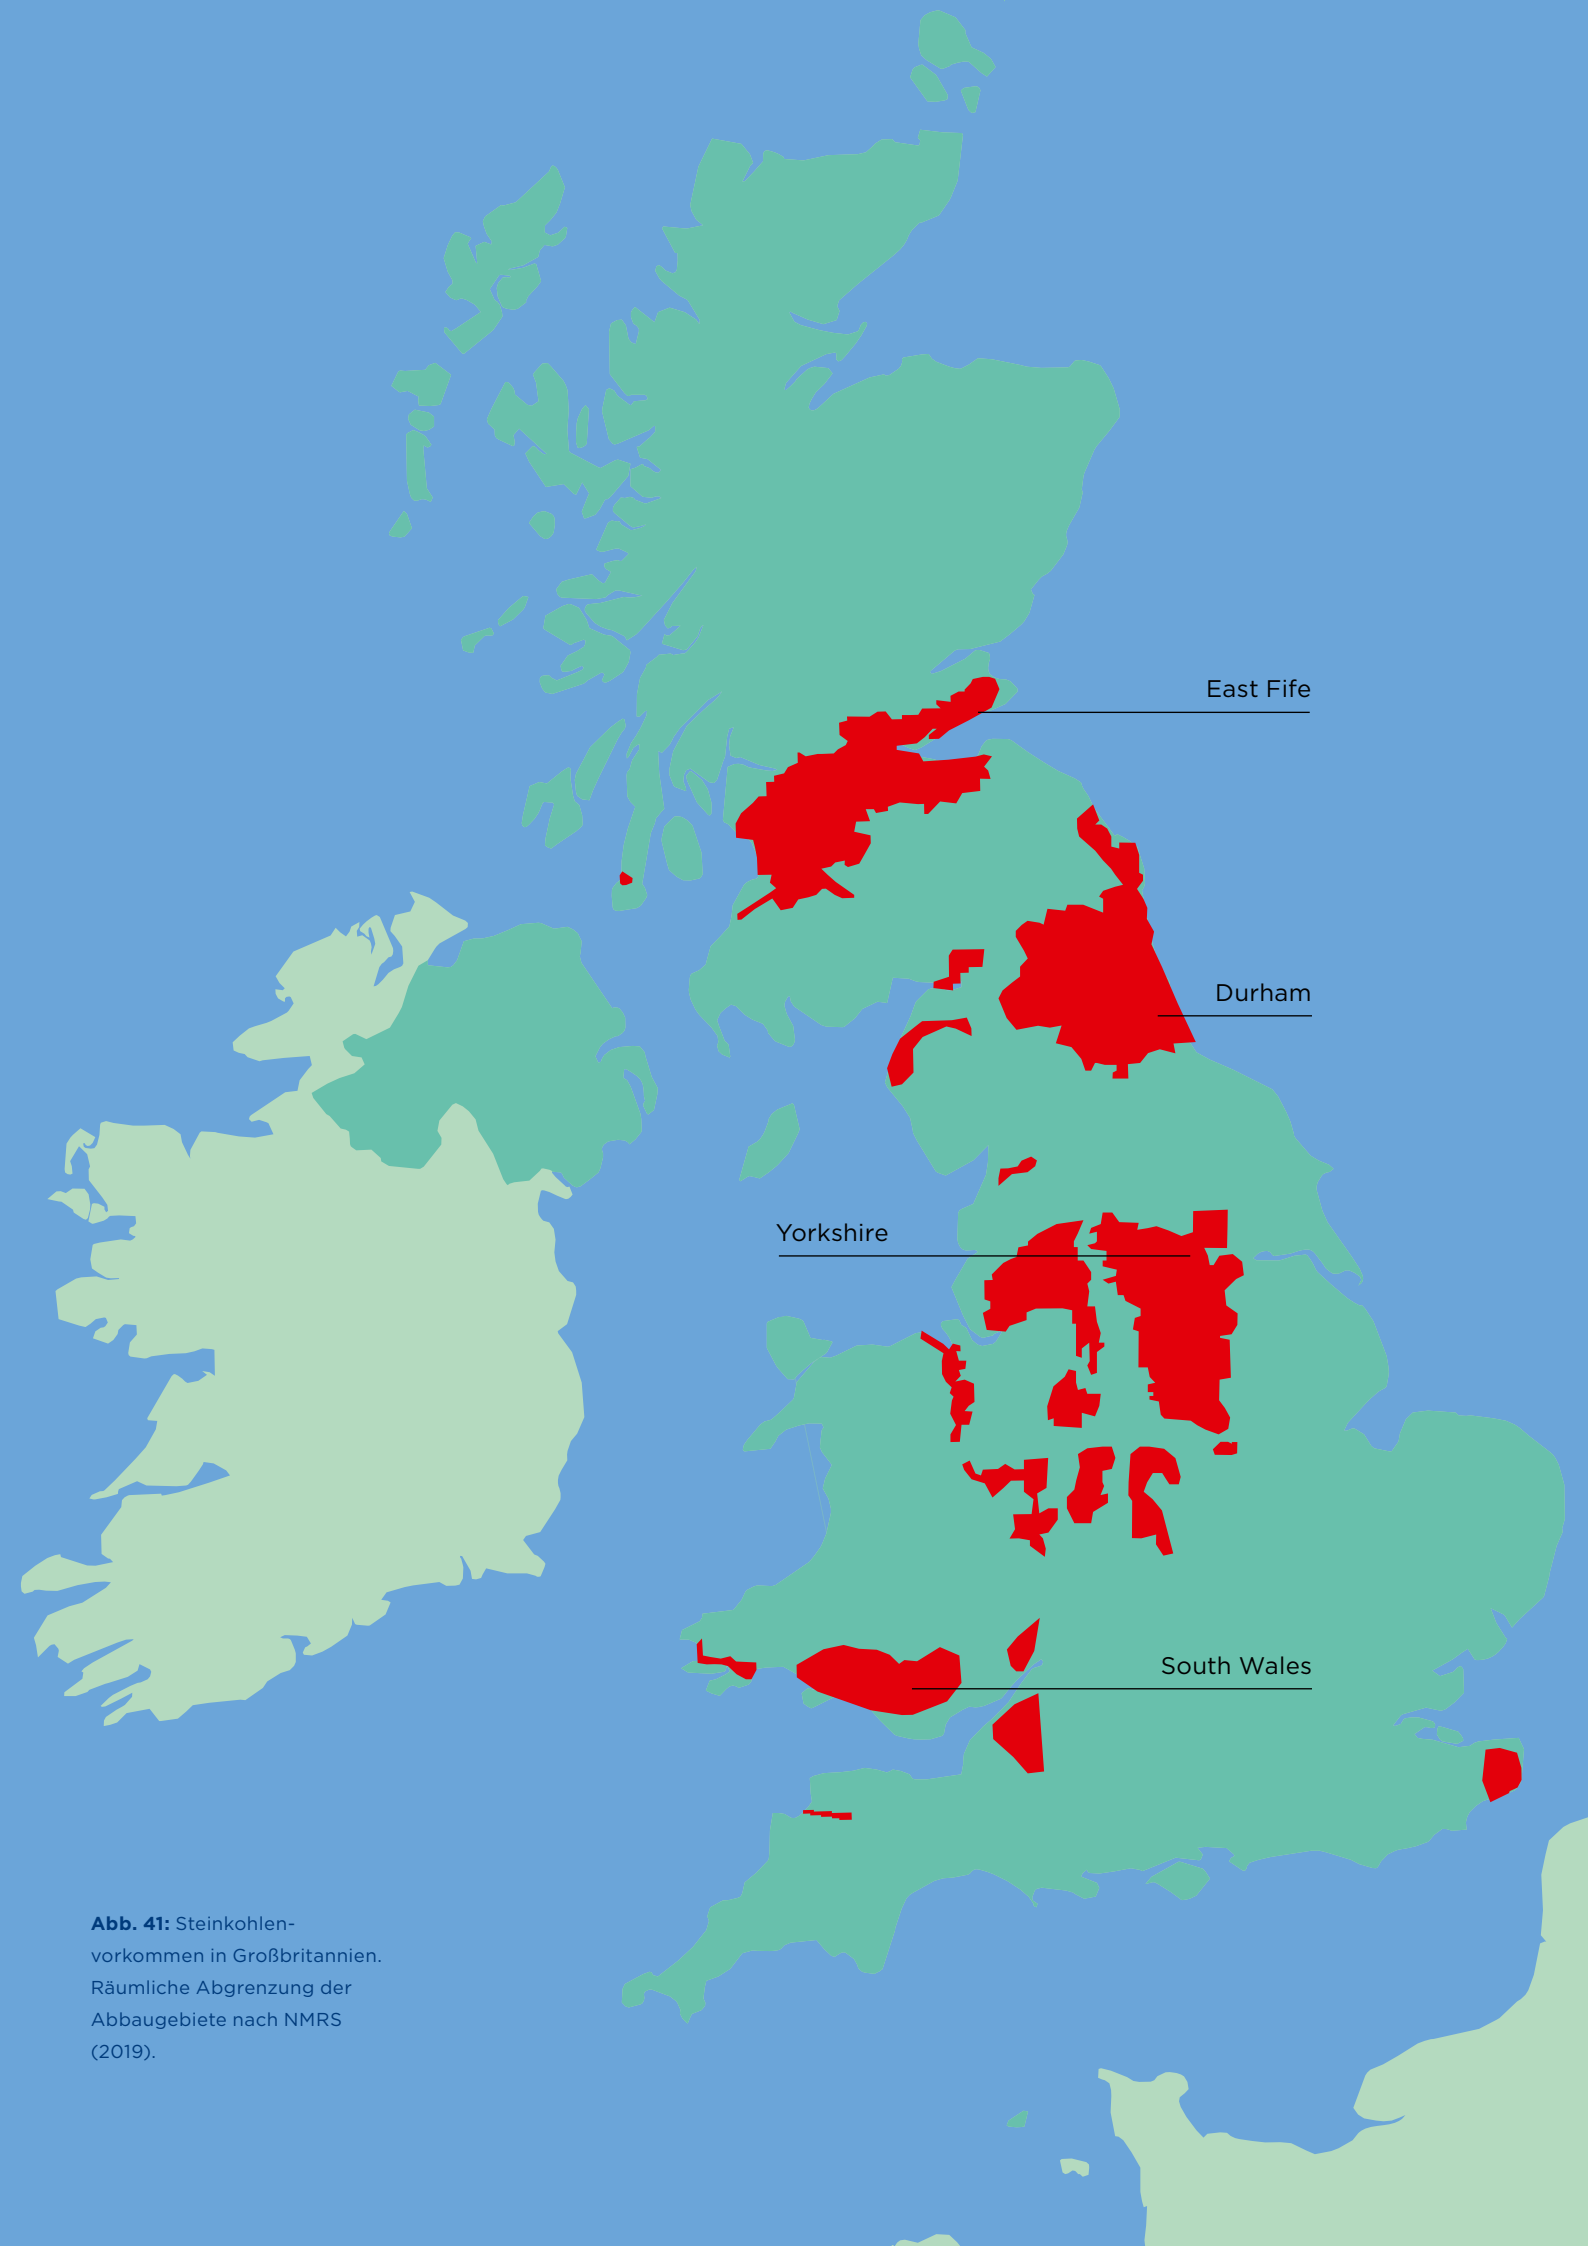 East Fife
Durham
Yorkshire
South Wales
Abb. 41: Steinkohlen-
vorkommen in Großbritannien.
Räumliche Abgrenzung der
Abbaugebiete nach NMRS
(2019).